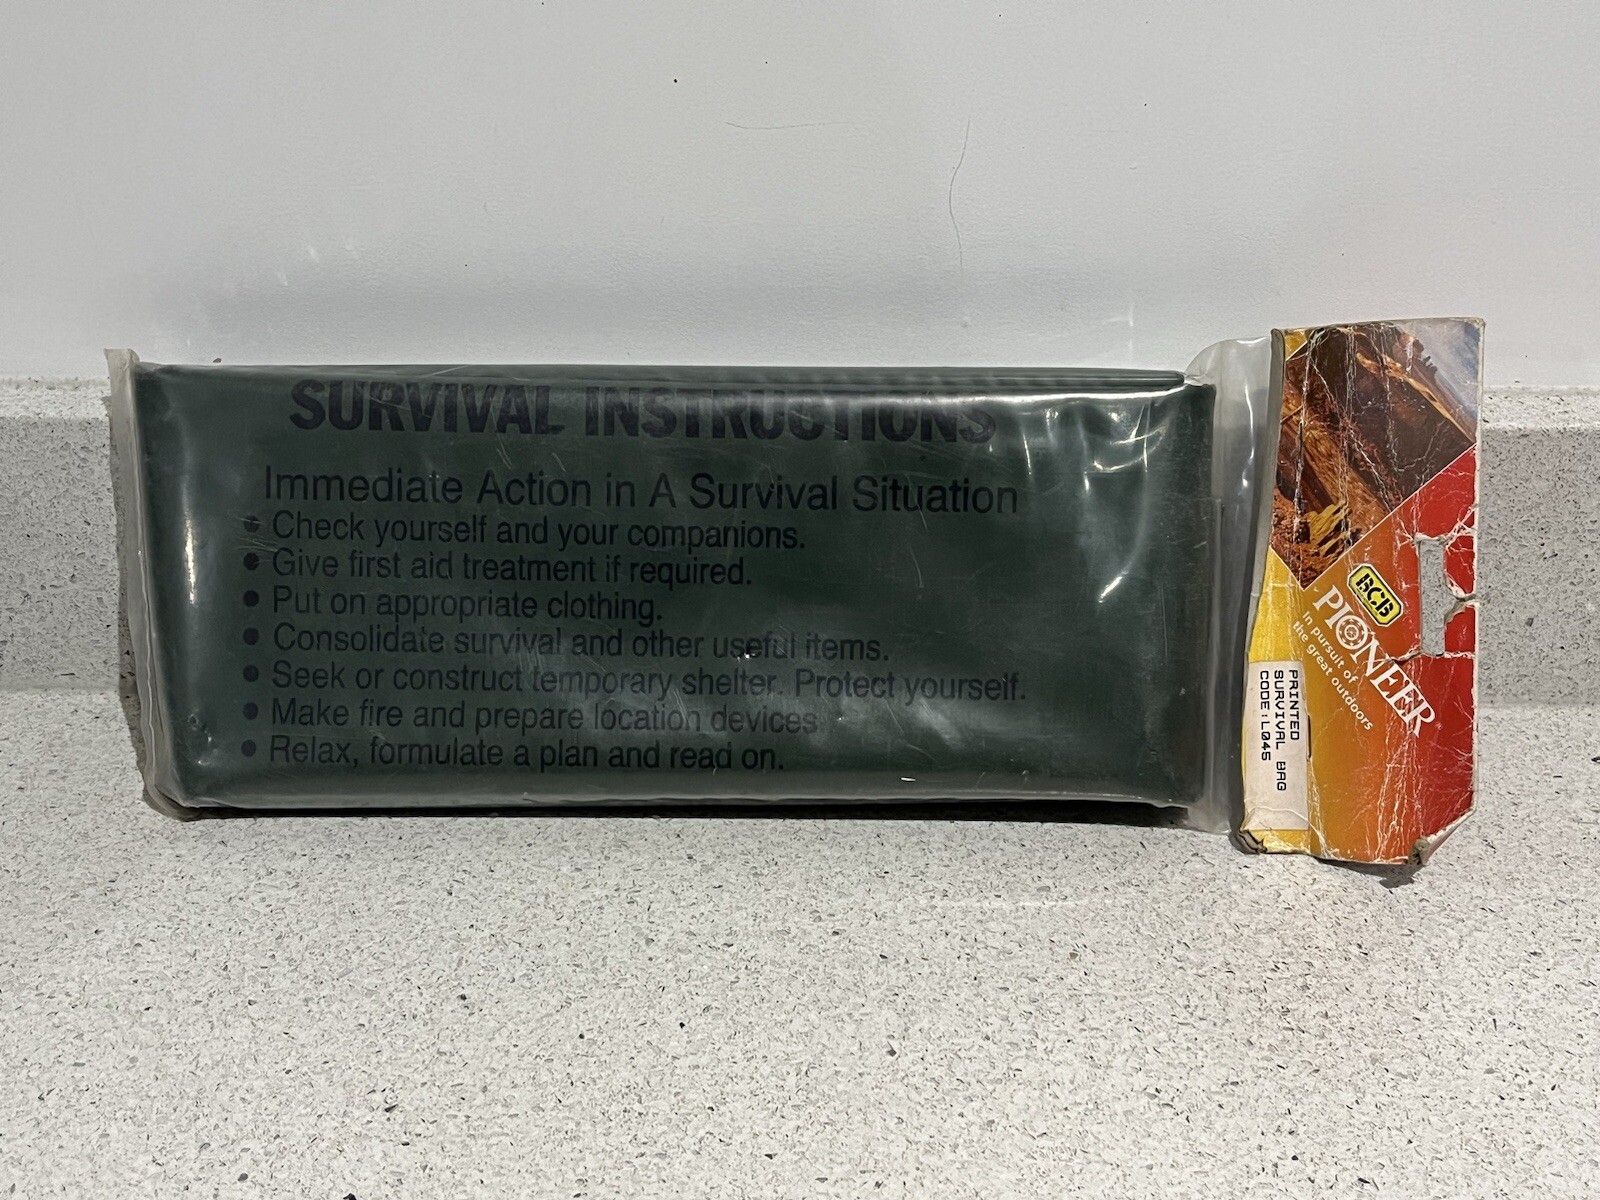 SURVIVAL INSTRUCTIONS
Immediate Action in A Survival Situation
• Check yourself and your companions.
• Give first aid treatment if required.
• Put on appropriate clothing.
• Consolidate survival and other useful items.
• Seek or construct temporary shelter. Protect yourself.
• Make fire and prepare location devices
• Relax, formulate a plan and read on.
BCB
PIONEER
In pursuit of
the great outdoors
PRINTED
SURVIVAL BAG
CODE:L045